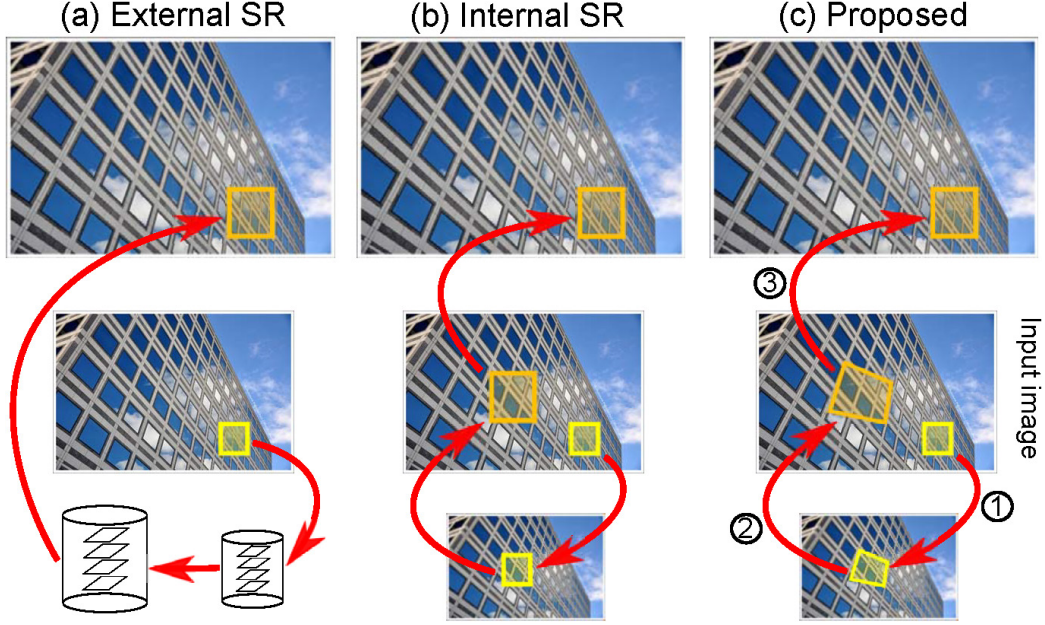 (a) External SR
(b) Internal SR
(c) Proposed
3
Input image
1
2